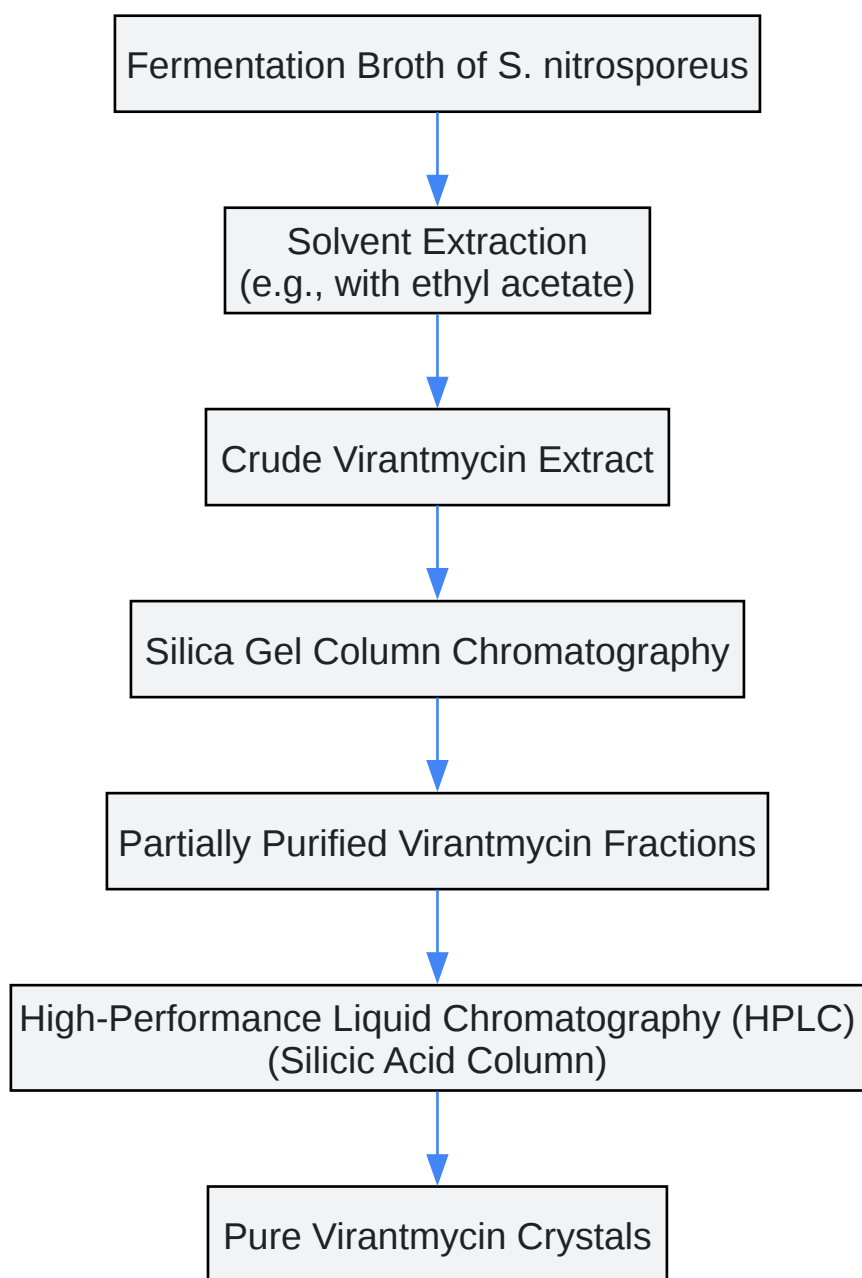 Fermentation Broth of S. nitrosporeus
Solvent Extraction
(e.g., with ethyl acetate)
Crude Virantmycin Extract
Silica Gel Column Chromatography
Partially Purified Virantmycin Fractions
High-Performance Liquid Chromatography (HPLC)
(Silicic Acid Column)
Pure Virantmycin Crystals